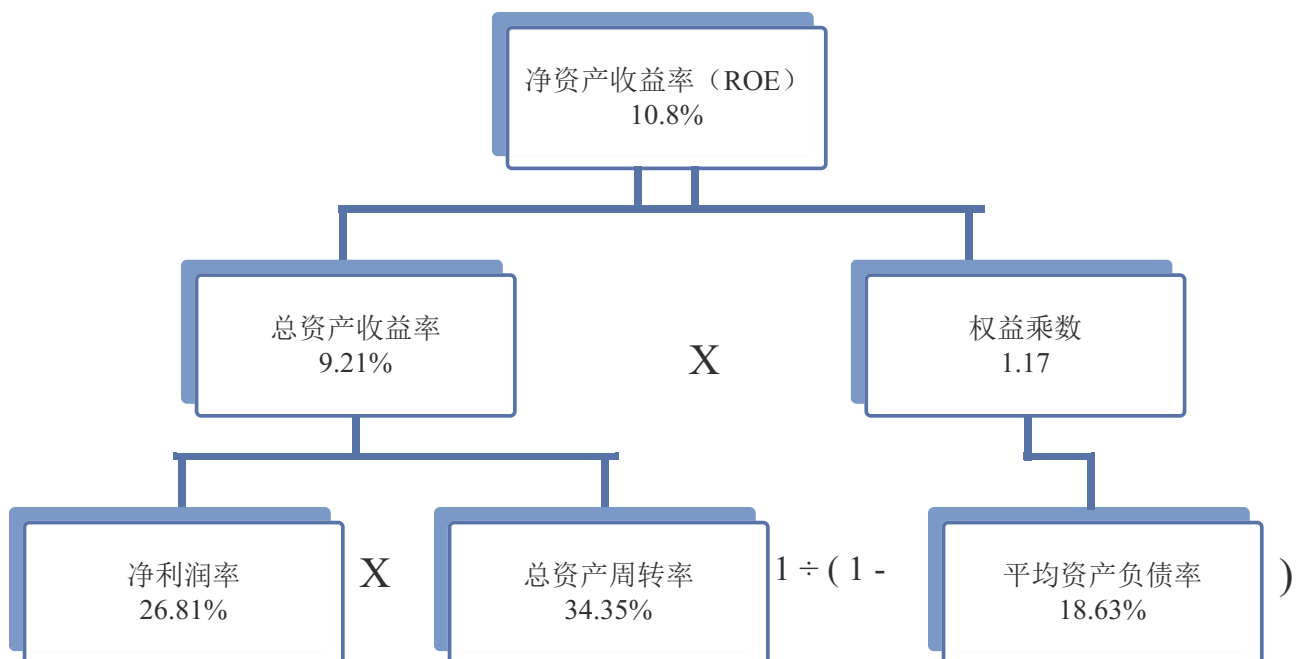 净资产收益率（ROE）
10.8%
总资产收益率
9.21%
X
权益乘数
1.17
净利润率
26.81%
X
总资产周转率
34.35%
1 ÷ ( 1 -
平均资产负债率
18.63%
)